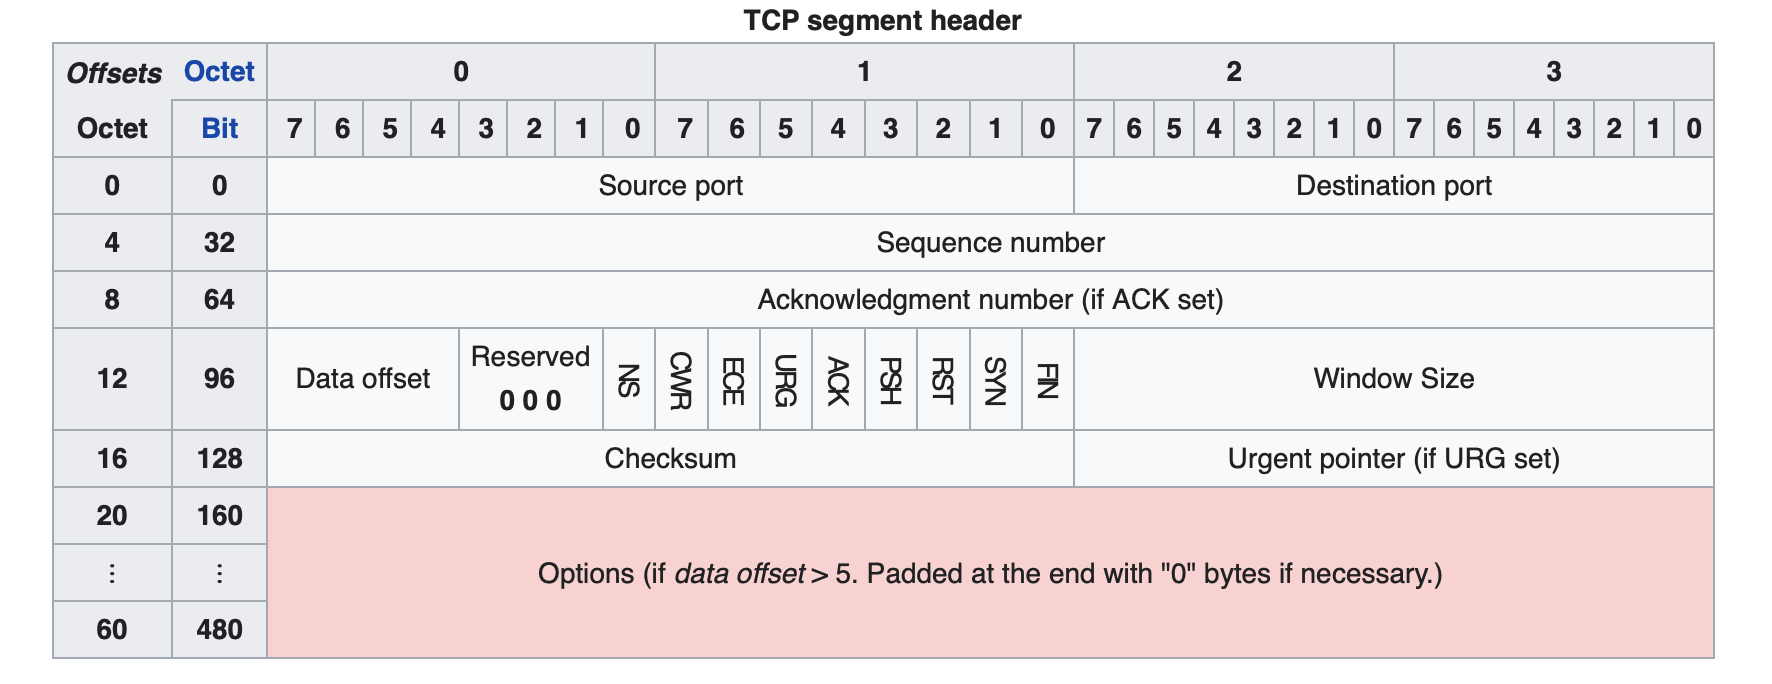 TCP segment header
Offsets Octet 0 1 2 3
Octet Bit 7 6 5 4 3 2 1 0 7 6 5 4 3 2 1 0 7 6 5 4 3 2 1 0 7 6 5 4 3 2 1 0
0 0 Source port Destination port
4 32 Sequence number
8 64 Acknowledgment number (if ACK set)
12 96 Data offset Reserved 0 0 0 NS CWR ECE URG ACK PSH RST SYN FIN Window Size
16 128 Checksum Urgent pointer (if URG set)
20 160
⋮ ⋮ Options (if data offset > 5. Padded at the end with "0" bytes if necessary.)
60 480